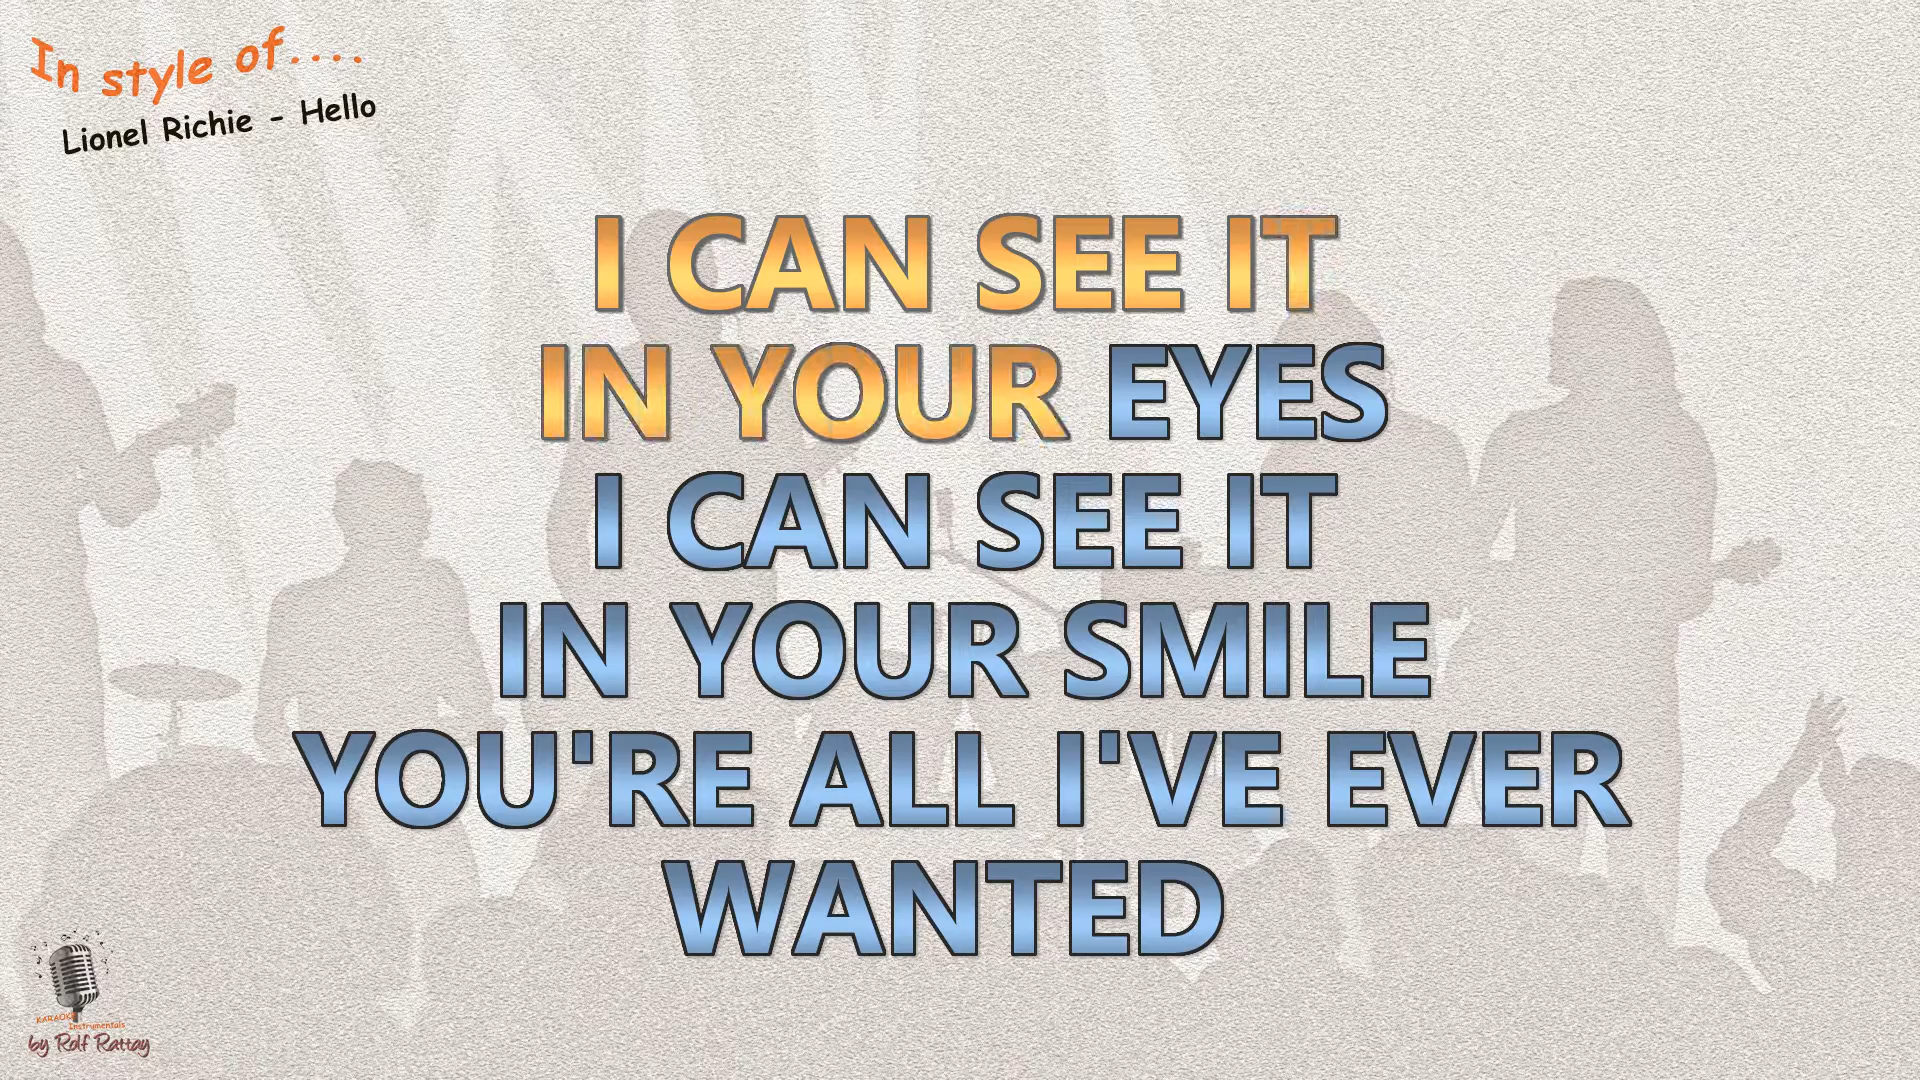 In style of....
Lionel Richie - Hello
I CAN SEE IT
IN YOUR EYES
I CAN SEE IT
IN YOUR SMILE
YOU'RE ALL I'VE EVER
WANTED
KARAOKE
Instrumentals
by Rolf Rattay